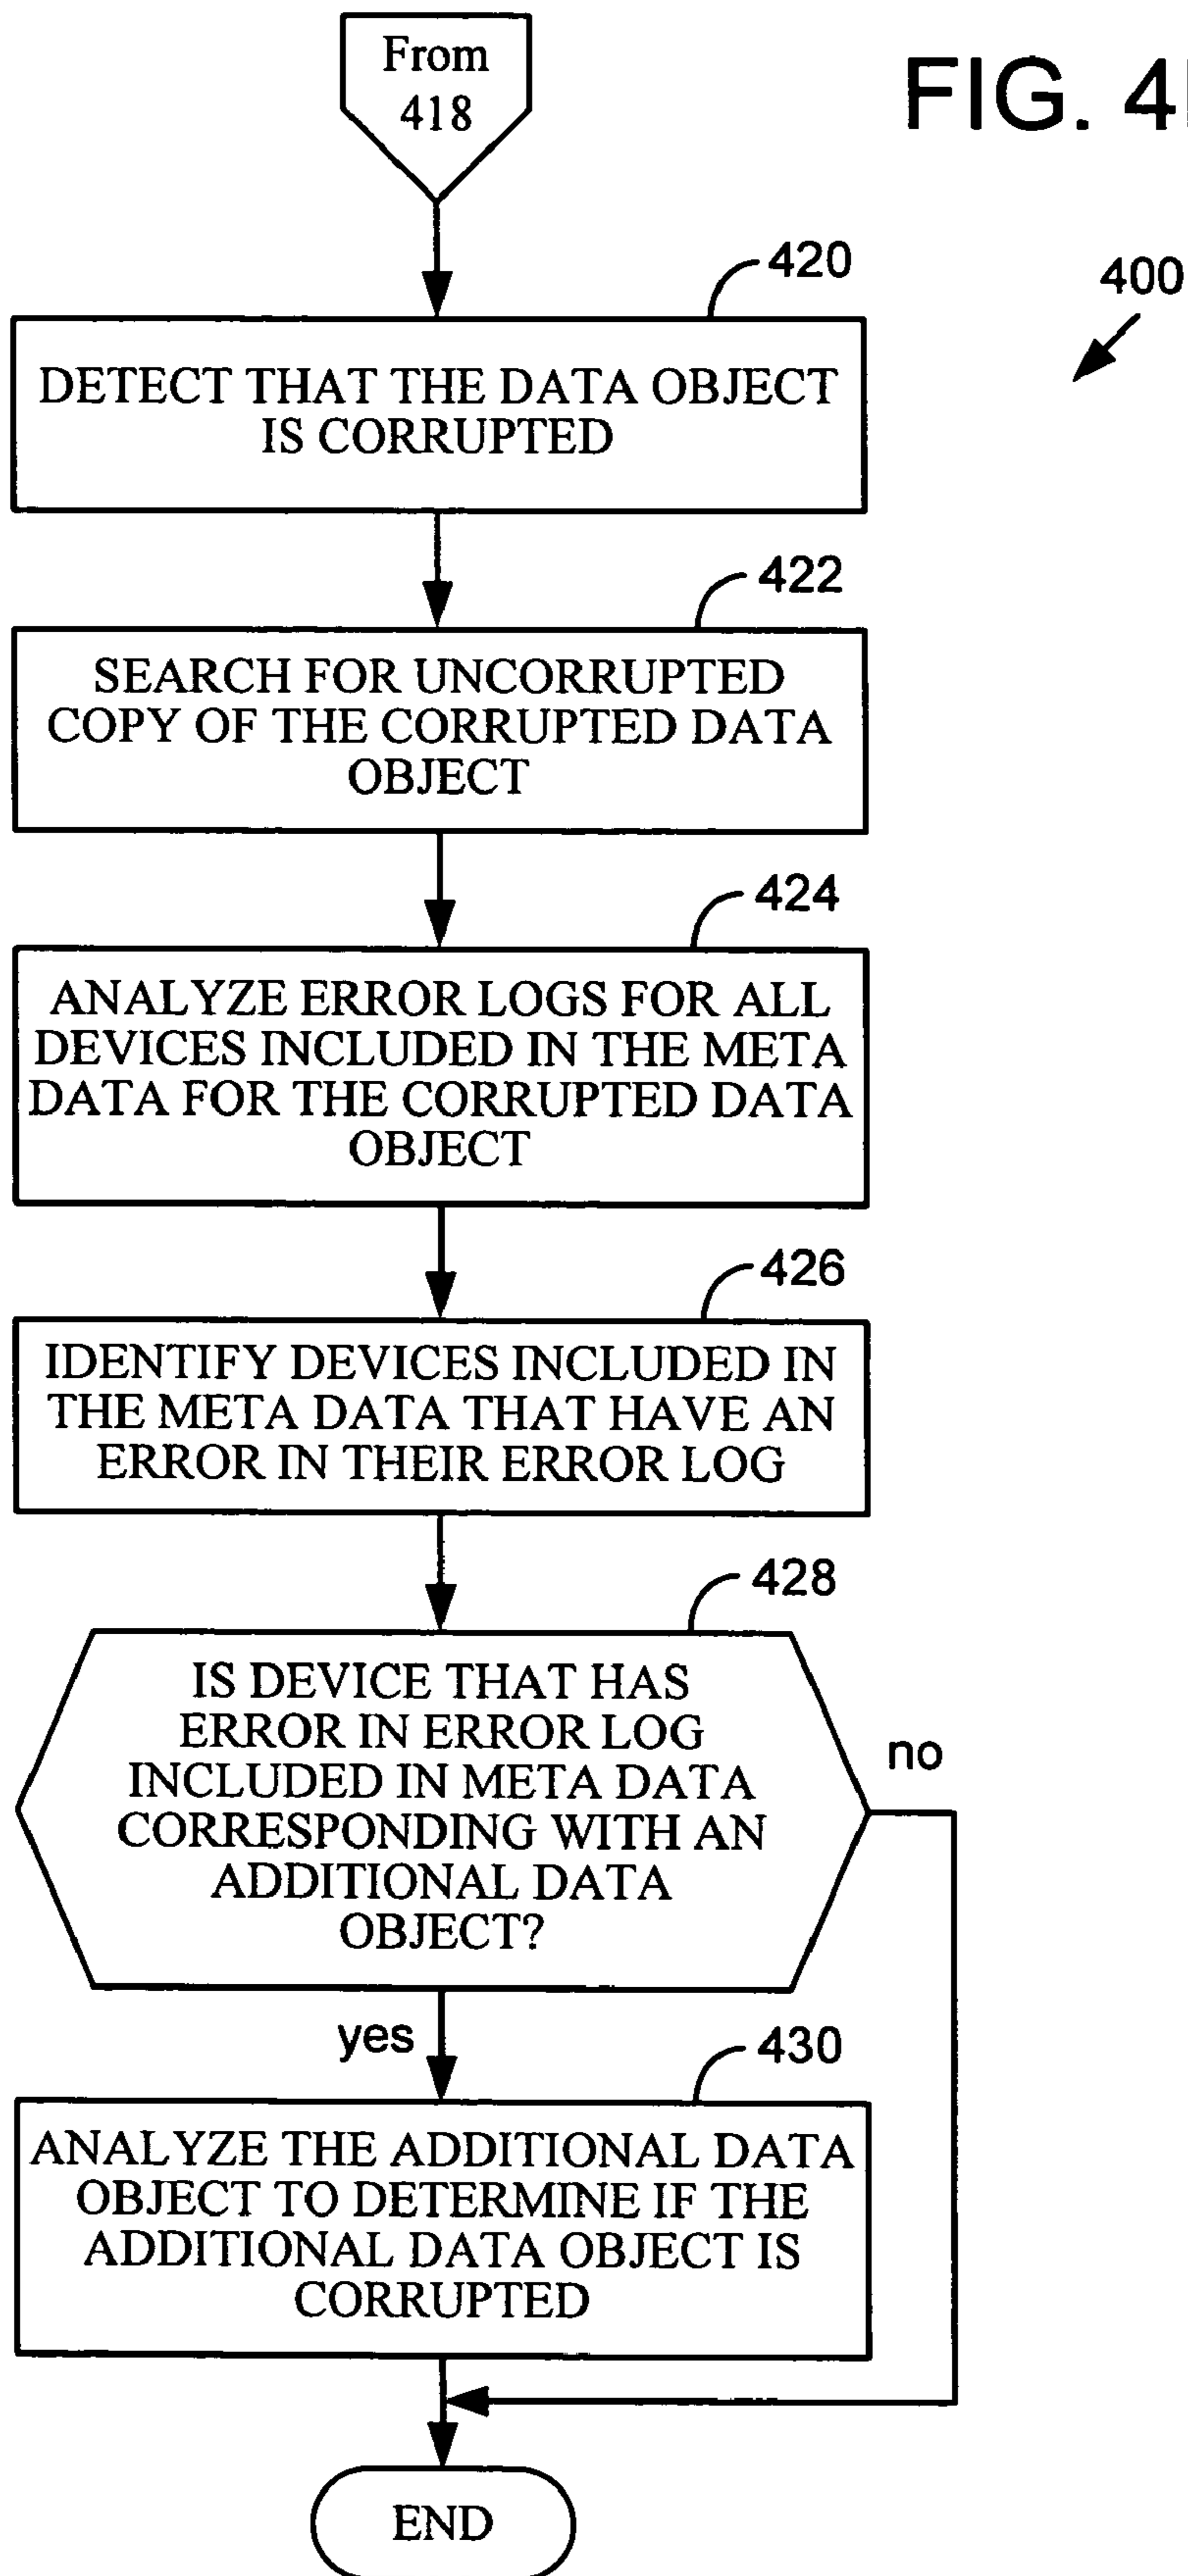 From
418
FIG. 4
400
420
DETECT THAT THE DATA OBJECT
IS CORRUPTED
422
SEARCH FOR UNCORRUPTED
COPY OF THE CORRUPTED DATA
OBJECT
424
ANALYZE ERROR LOGS FOR ALL
DEVICES INCLUDED IN THE META
DATA FOR THE CORRUPTED DATA
OBJECT
426
IDENTIFY DEVICES INCLUDED IN
THE META DATA THAT HAVE AN
ERROR IN THEIR ERROR LOG
428
IS DEVICE THAT HAS
ERROR IN ERROR LOG
INCLUDED IN META DATA
CORRESPONDING WITH AN
ADDITIONAL DATA
OBJECT?
no
yes
430
ANALYZE THE ADDITIONAL DATA
OBJECT TO DETERMINE IF THE
ADDITIONAL DATA OBJECT IS
CORRUPTED
END